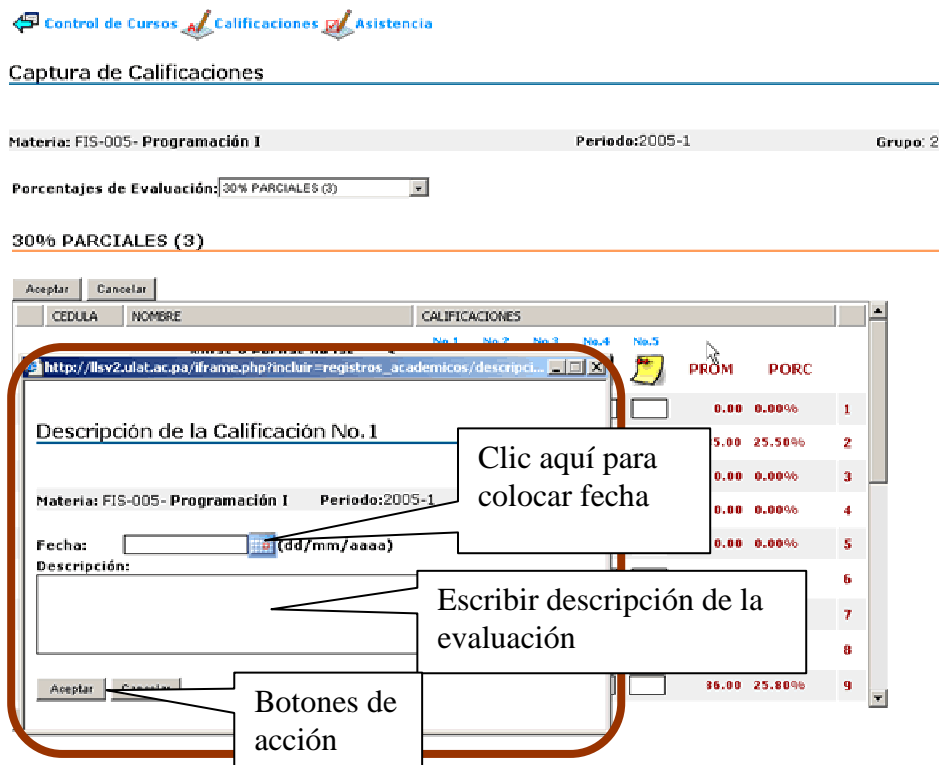 Control de Cursos Calificaciones Asistencia
Captura de Calificaciones
Materia: FIS-005- Programación I Periodo:2005-1 Grupo: 2
Porcentajes de Evaluación: 30% PARCIALES (3)
30% PARCIALES (3)
Aceptar Cancelar
CEDULA NOMBRE CALIFICACIONES
No.1 No.2 No.3 No.4 No.5
PROM PORC
http://llsv2.ulat.ac.pa/iframe.php?incluir=registros_academicos/descripci...
0.00 0.00% 1
5.00 25.50% 2
0.00 0.00% 3
0.00 0.00% 4
0.00 0.00% 5
6
7
8
86.00 25.80% 9
Descripción de la Calificación No.1
Materia: FIS-005- Programación I Periodo:2005-1
Fecha: (dd/mm/aaaa)
Descripción:
Aceptar Cancelar
Clic aquí para
colocar fecha
Escribir descripción de la
evaluación
Botones de
acción